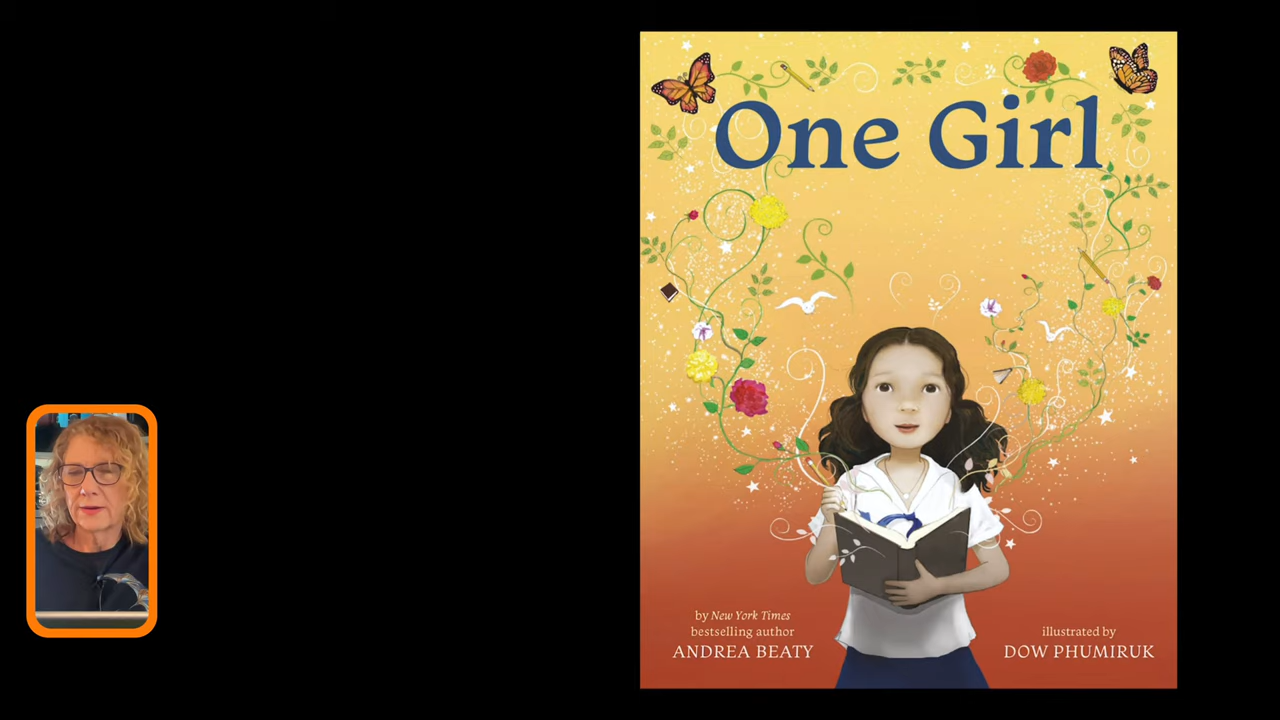 One Girl
by New York Times
bestselling author
ANDREA BEATY
illustrated by
DOW PHUMIRUK